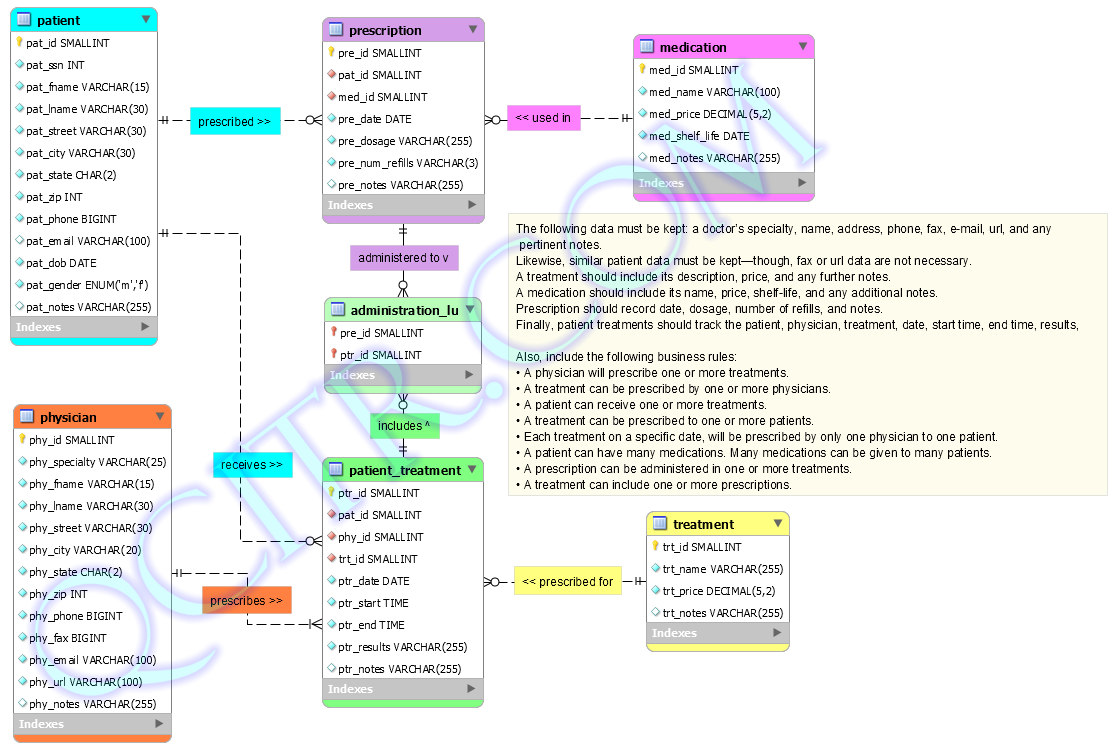 patient
pat_id SMALLINT
pat_ssn INT
pat_fname VARCHAR(15)
pat_lname VARCHAR(30)
pat_street VARCHAR(30)
pat_city VARCHAR(30)
pat_state CHAR(2)
pat_zip INT
pat_phone BIGINT
pat_email VARCHAR(100)
pat_dob DATE
pat_gender ENUM('m','f')
pat_notes VARCHAR(255)
Indexes
prescribed >>
prescription
pre_id SMALLINT
pat_id SMALLINT
med_id SMALLINT
pre_date DATE
pre_dosage VARCHAR(255)
pre_num_refills VARCHAR(3)
pre_notes VARCHAR(255)
Indexes
<< used in
medication
med_id SMALLINT
med_name VARCHAR(100)
med_price DECIMAL(5,2)
med_shelf_life DATE
med_notes VARCHAR(255)
Indexes
administered to v
administration_lu
pre_id SMALLINT
ptr_id SMALLINT
Indexes
includes ^
The following data must be kept: a doctor's specialty, name, address, phone, fax, e-mail, url, and any
pertinent notes.
Likewise, similar patient data must be kept—though, fax or url data are not necessary.
A treatment should include its description, price, and any further notes.
A medication should include its name, price, shelf-life, and any additional notes.
Prescription should record date, dosage, number of refills, and notes.
Finally, patient treatments should track the patient, physician, treatment, date, start time, end time, results,
Also, include the following business rules:
• A physician will prescribe one or more treatments.
• A treatment can be prescribed by one or more physicians.
• A patient can receive one or more treatments.
• A treatment can be prescribed to one or more patients.
• Each treatment on a specific date, will be prescribed by only one physician to one patient.
• A patient can have many medications. Many medications can be given to many patients.
• A prescription can be administered in one or more treatments.
• A treatment can include one or more prescriptions.
physician
phy_id SMALLINT
phy_specialty VARCHAR(25)
phy_fname VARCHAR(15)
phy_lname VARCHAR(30)
phy_street VARCHAR(30)
phy_city VARCHAR(20)
phy_state CHAR(2)
phy_zip INT
phy_phone BIGINT
phy_fax BIGINT
phy_email VARCHAR(100)
phy_url VARCHAR(100)
phy_notes VARCHAR(255)
Indexes
receives >>
prescribes >>
patient_treatment
ptr_id SMALLINT
pat_id SMALLINT
phy_id SMALLINT
trt_id SMALLINT
ptr_date DATE
ptr_start TIME
ptr_end TIME
ptr_results VARCHAR(255)
ptr_notes VARCHAR(255)
Indexes
<< prescribed for
treatment
trt_id SMALLINT
trt_name VARCHAR(255)
trt_price DECIMAL(5,2)
trt_notes VARCHAR(255)
Indexes
QCITR.COM